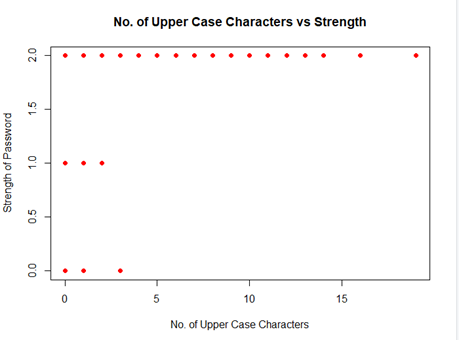 No. of Upper Case Characters vs Strength
Strength of Password
2.0
1.5
1.0
0.5
0.0
0 5 10 15
No. of Upper Case Characters